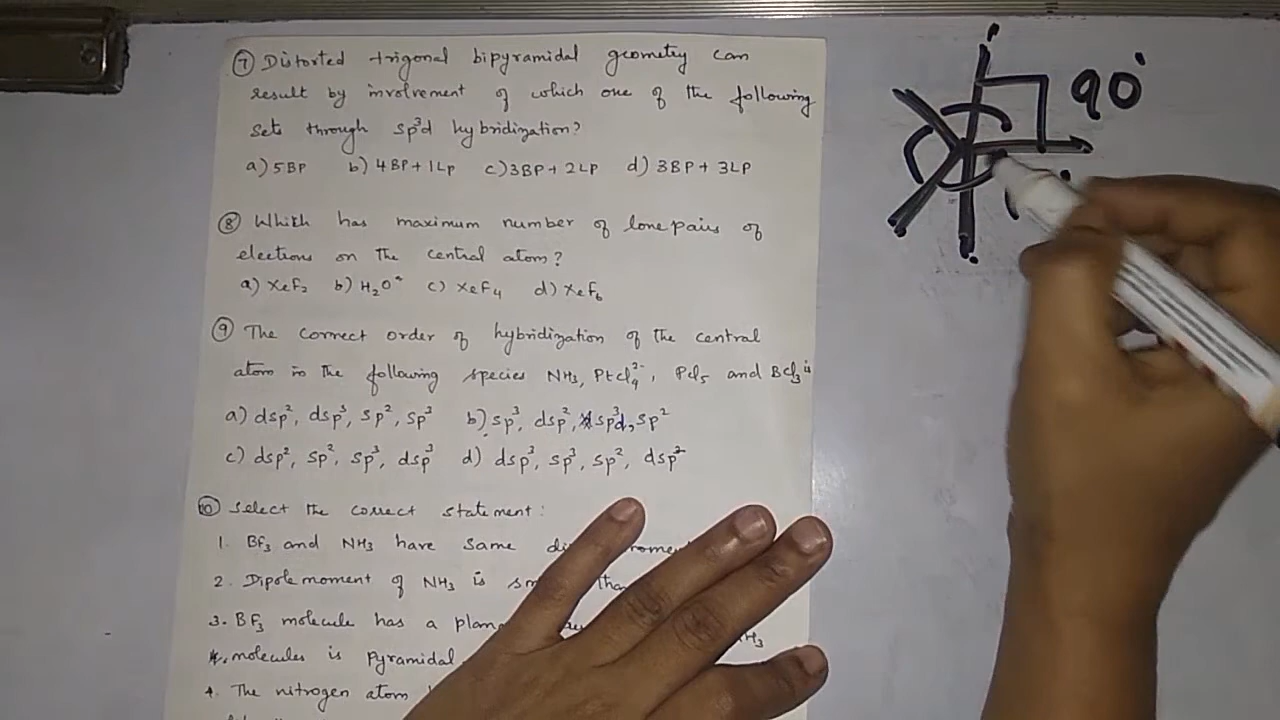 ⑦ Distorted trigonal bipyramidal geometry can
result by involvement of which one of the following
sets through sp³d hybridization?
a) 5BP b) 4BP+1LP c) 3BP+2LP d) 3BP+3LP
⑧ Which has maximum number of lone pairs of
electrons on the central atom?
a) XeF₂ b) H₂O c) XeF₄ d) XeF₆
⑨ The correct order of hybridization of the central
atom in the following species NH₃, PtCl₄²⁻, PCl₅ and BCl₃ is
a) dsp², dsp³, sp², sp³ b) sp³, dsp², sp³d, sp²
c) dsp², sp², sp³, dsp³ d) dsp³, sp³, sp², dsp²
⑩ Select the correct statement:
1. BF₃ and NH₃ have same
2. Dipole moment of NH₃ is
3. BF₃ molecule has a
molecules is pyramidal
4. The nitrogen atom
90°